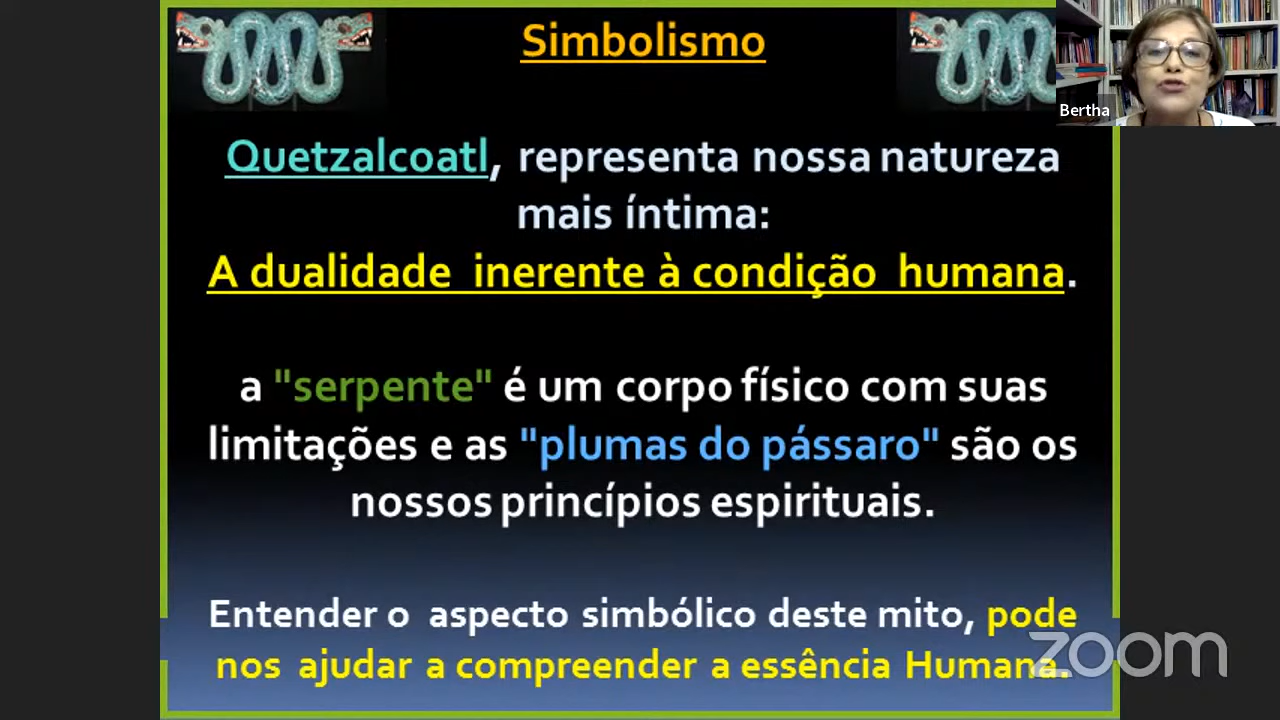 Simbolismo
Bertha
Quetzalcoatl, representa nossa natureza
mais íntima:
A dualidade inerente à condição humana.
a "serpente" é um corpo físico com suas
limitações e as "plumas do pássaro" são os
nossos princípios espirituais.
Entender o aspecto simbólico deste mito, pode
nos ajudar a compreender a essência Humana.
zoom